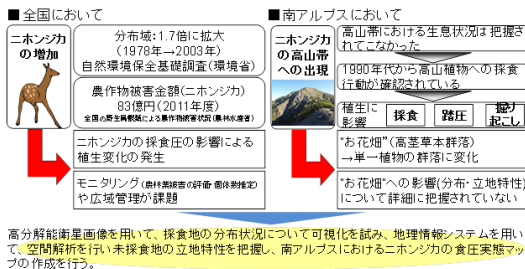 ■全国において
ニホンジカ
の増加
分布域：1.7倍に拡大
（1978年→2003年）
自然環境保全基礎調査（環境省）
農作物被害金額（ニホンジカ）
83億円（2011年度）
全国の野生鳥獣類による農作物被害状況（農林水産省）
ニホンジカの採食圧の影響による
植生変化の発生
モニタリング（農林業被害の評価・個体数推定）
や広域管理が課題
■南アルプスにおいて
ニホンジカ
の高山帯
への出現
高山帯における生息状況は把握さ
れてこなかった
1990年代から高山植物への採食
行動が確認されている
植生に
影響
採食
踏圧
掘り
起こし
“お花畑”（高茎草本群落）
→単一植物の群落に変化
“お花畑”への影響（分布・立地特性）
について詳細に把握されていない
高分解能衛星画像を用いて、採食地の分布状況について可視化を試み、地理情報システムを用い
て、空間解析を行い未採食地の立地特性を把握し、南アルプスにおけるニホンジカの食圧実態マッ
プの作成を行う。